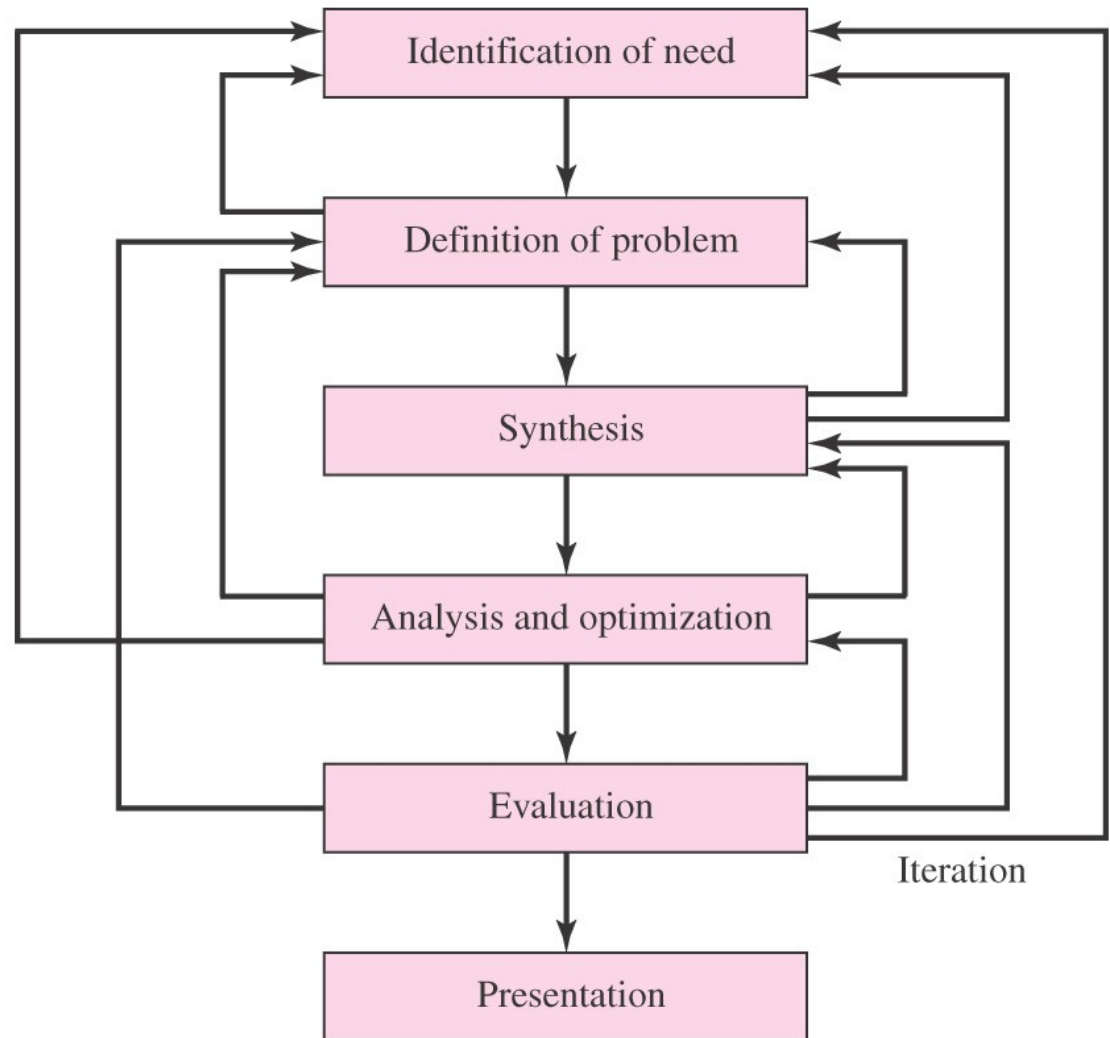 Identification of need
Definition of problem
Synthesis
Analysis and optimization
Evaluation
Iteration
Presentation